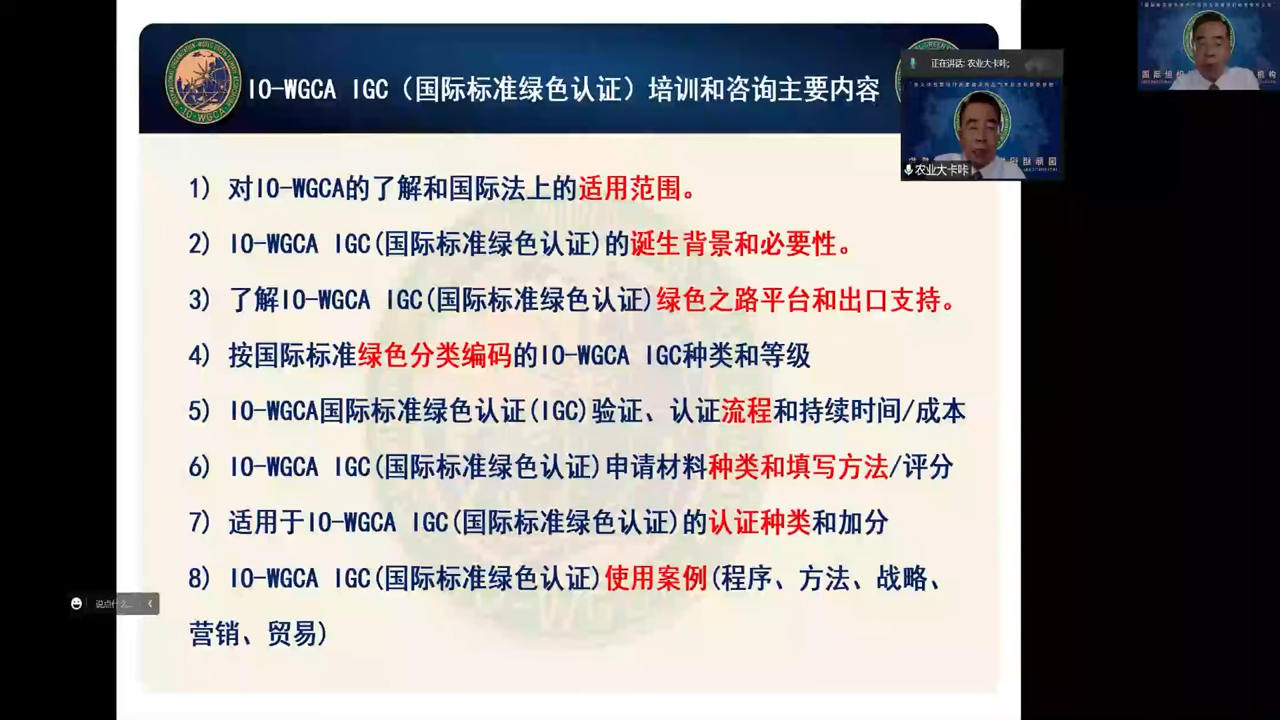 IO-WGCA IGC（国际标准绿色认证）培训和咨询主要内容
正在讲话: 农业大卡咔;
农业大卡咔
1) 对IO-WGCA的了解和国际法上的适用范围。
2) IO-WGCA IGC(国际标准绿色认证)的诞生背景和必要性。
3) 了解IO-WGCA IGC(国际标准绿色认证)绿色之路平台和出口支持。
4) 按国际标准绿色分类编码的IO-WGCA IGC种类和等级
5) IO-WGCA国际标准绿色认证(IGC)验证、认证流程和持续时间/成本
6) IO-WGCA IGC(国际标准绿色认证)申请材料种类和填写方法/评分
7) 适用于IO-WGCA IGC(国际标准绿色认证)的认证种类和加分
8) IO-WGCA IGC(国际标准绿色认证)使用案例(程序、方法、战略、
营销、贸易)
说点什么...